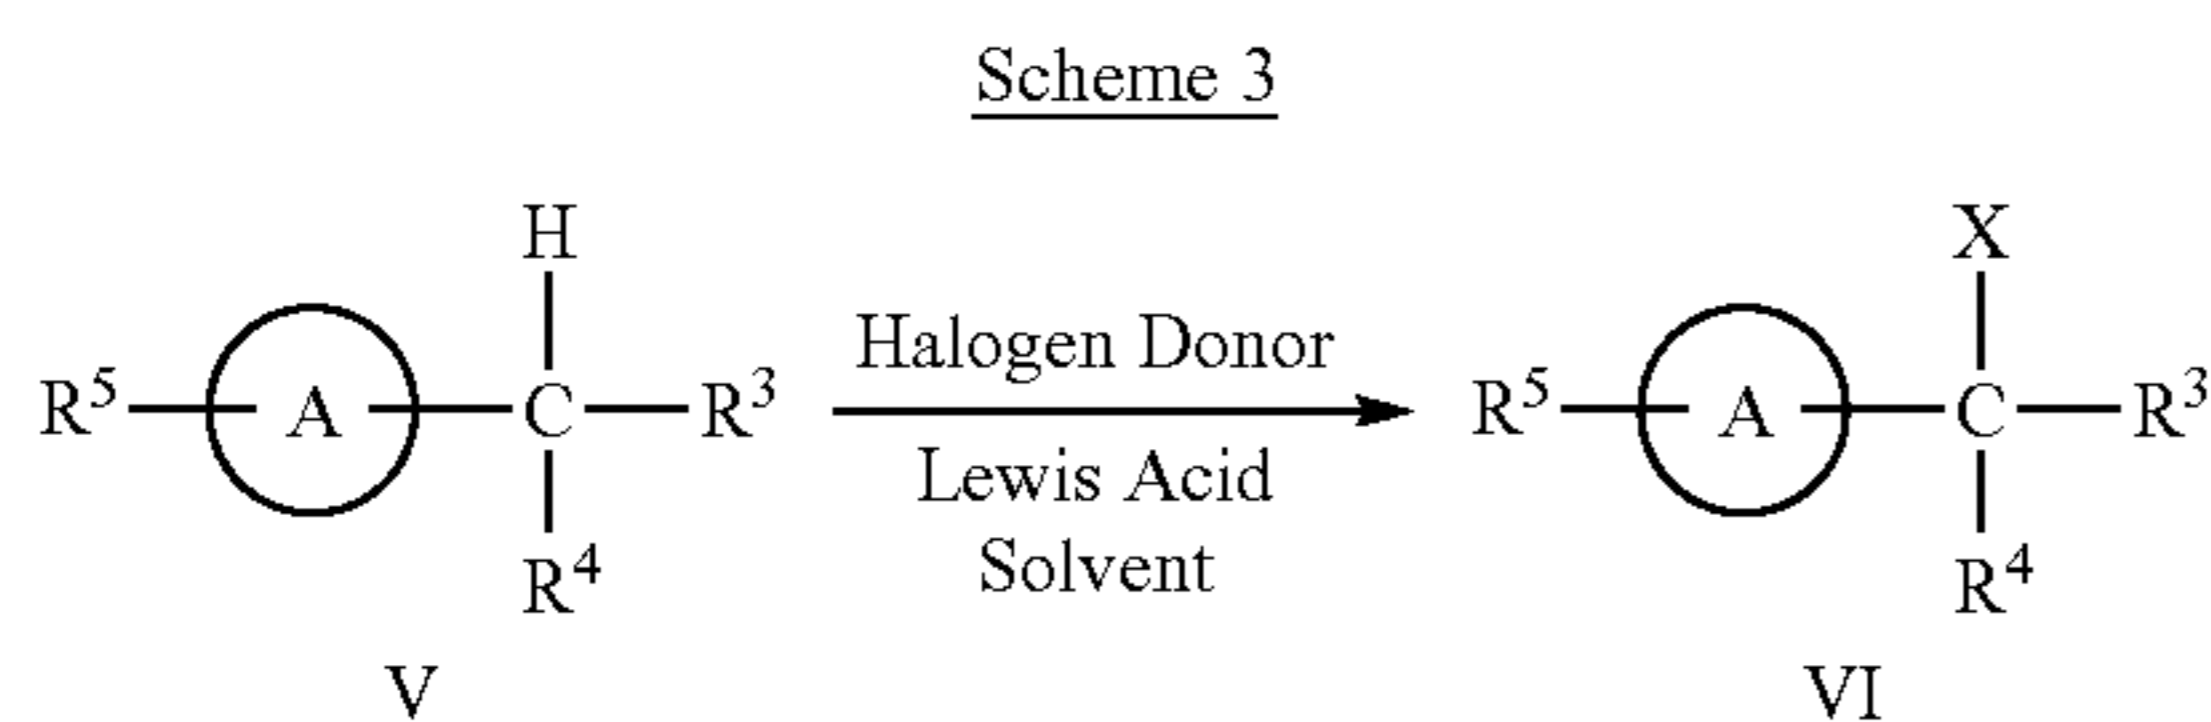 Scheme 3
H X
R⁵ A C R³ Halogen Donor R⁵ A C R³
Lewis Acid
Solvent
R⁴ R⁴
V VI